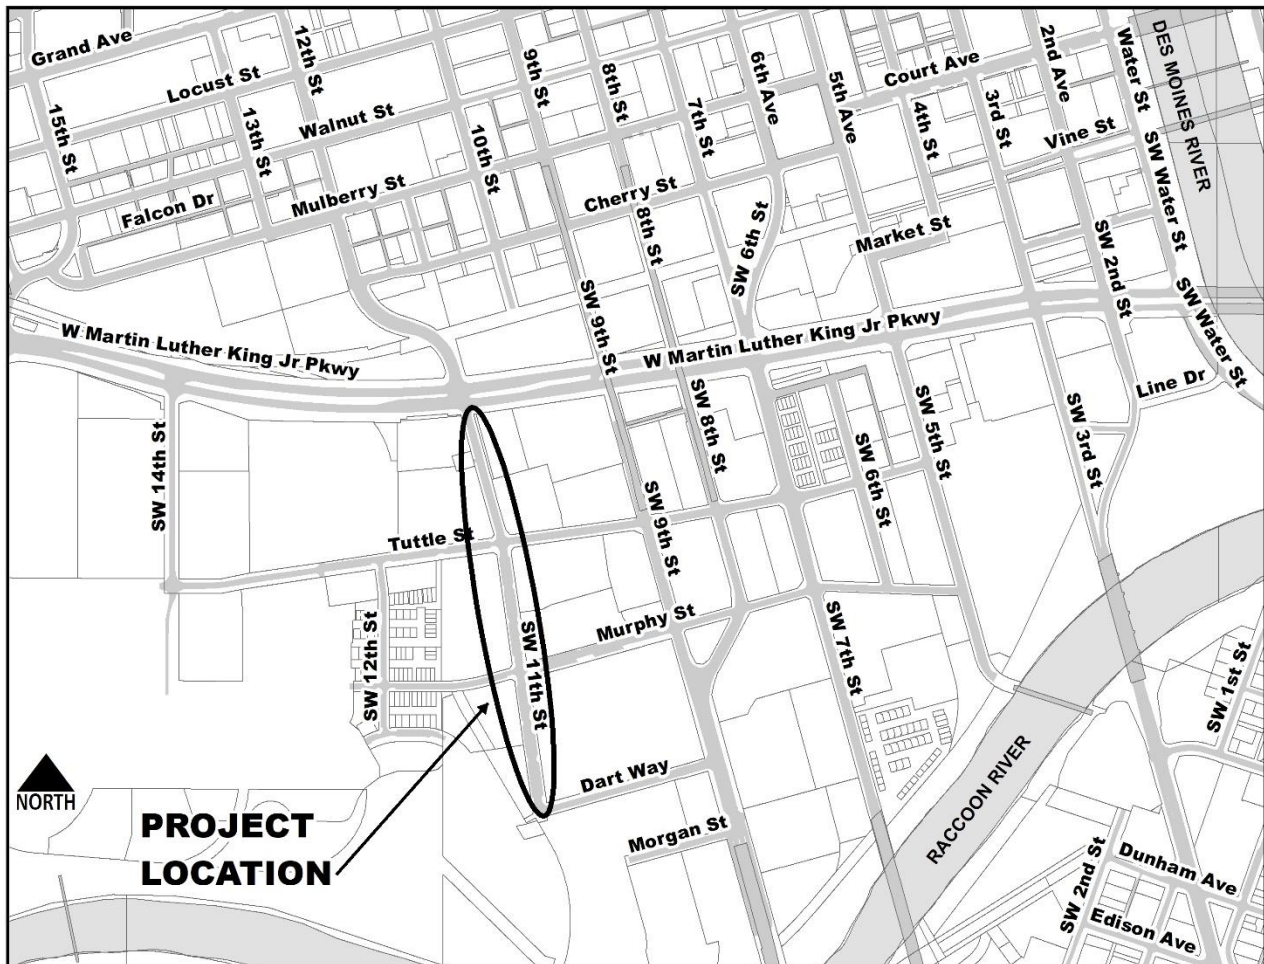 Grand Ave
12th St
Locust St
15th St
13th St
Walnut St
Falcon Dr
Mulberry St
10th St
9th St
8th St
7th St
6th Ave
5th Ave
Court Ave
4th St
3rd St
2nd Ave
Water St
DES MOINES RIVER
Vine St
SW Water St
Cherry St
8th St
SW 6th St
Market St
SW 2nd St
SW Water St
SW 9th St
W Martin Luther King Jr Pkwy
W Martin Luther King Jr Pkwy
Line Dr
SW 14th St
SW 8th St
SW 5th St
SW 6th St
SW 3rd St
Tuttle St
SW 9th St
SW 12th St
SW 11th St
Murphy St
SW 7th St
SW 1st St
Dart Way
Morgan St
RACCOON RIVER
NORTH
PROJECT
LOCATION
SW 2nd St
Dunham Ave
Edison Ave